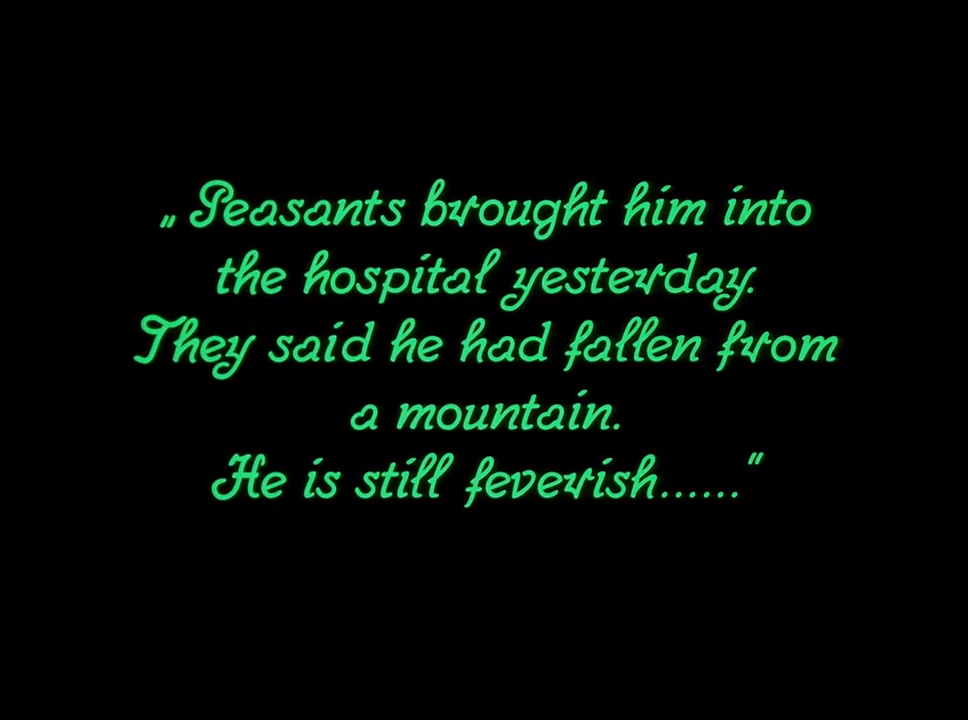 „Peasants brought him into
the hospital yesterday.
They said he had fallen from
a mountain.
He is still feverish......"